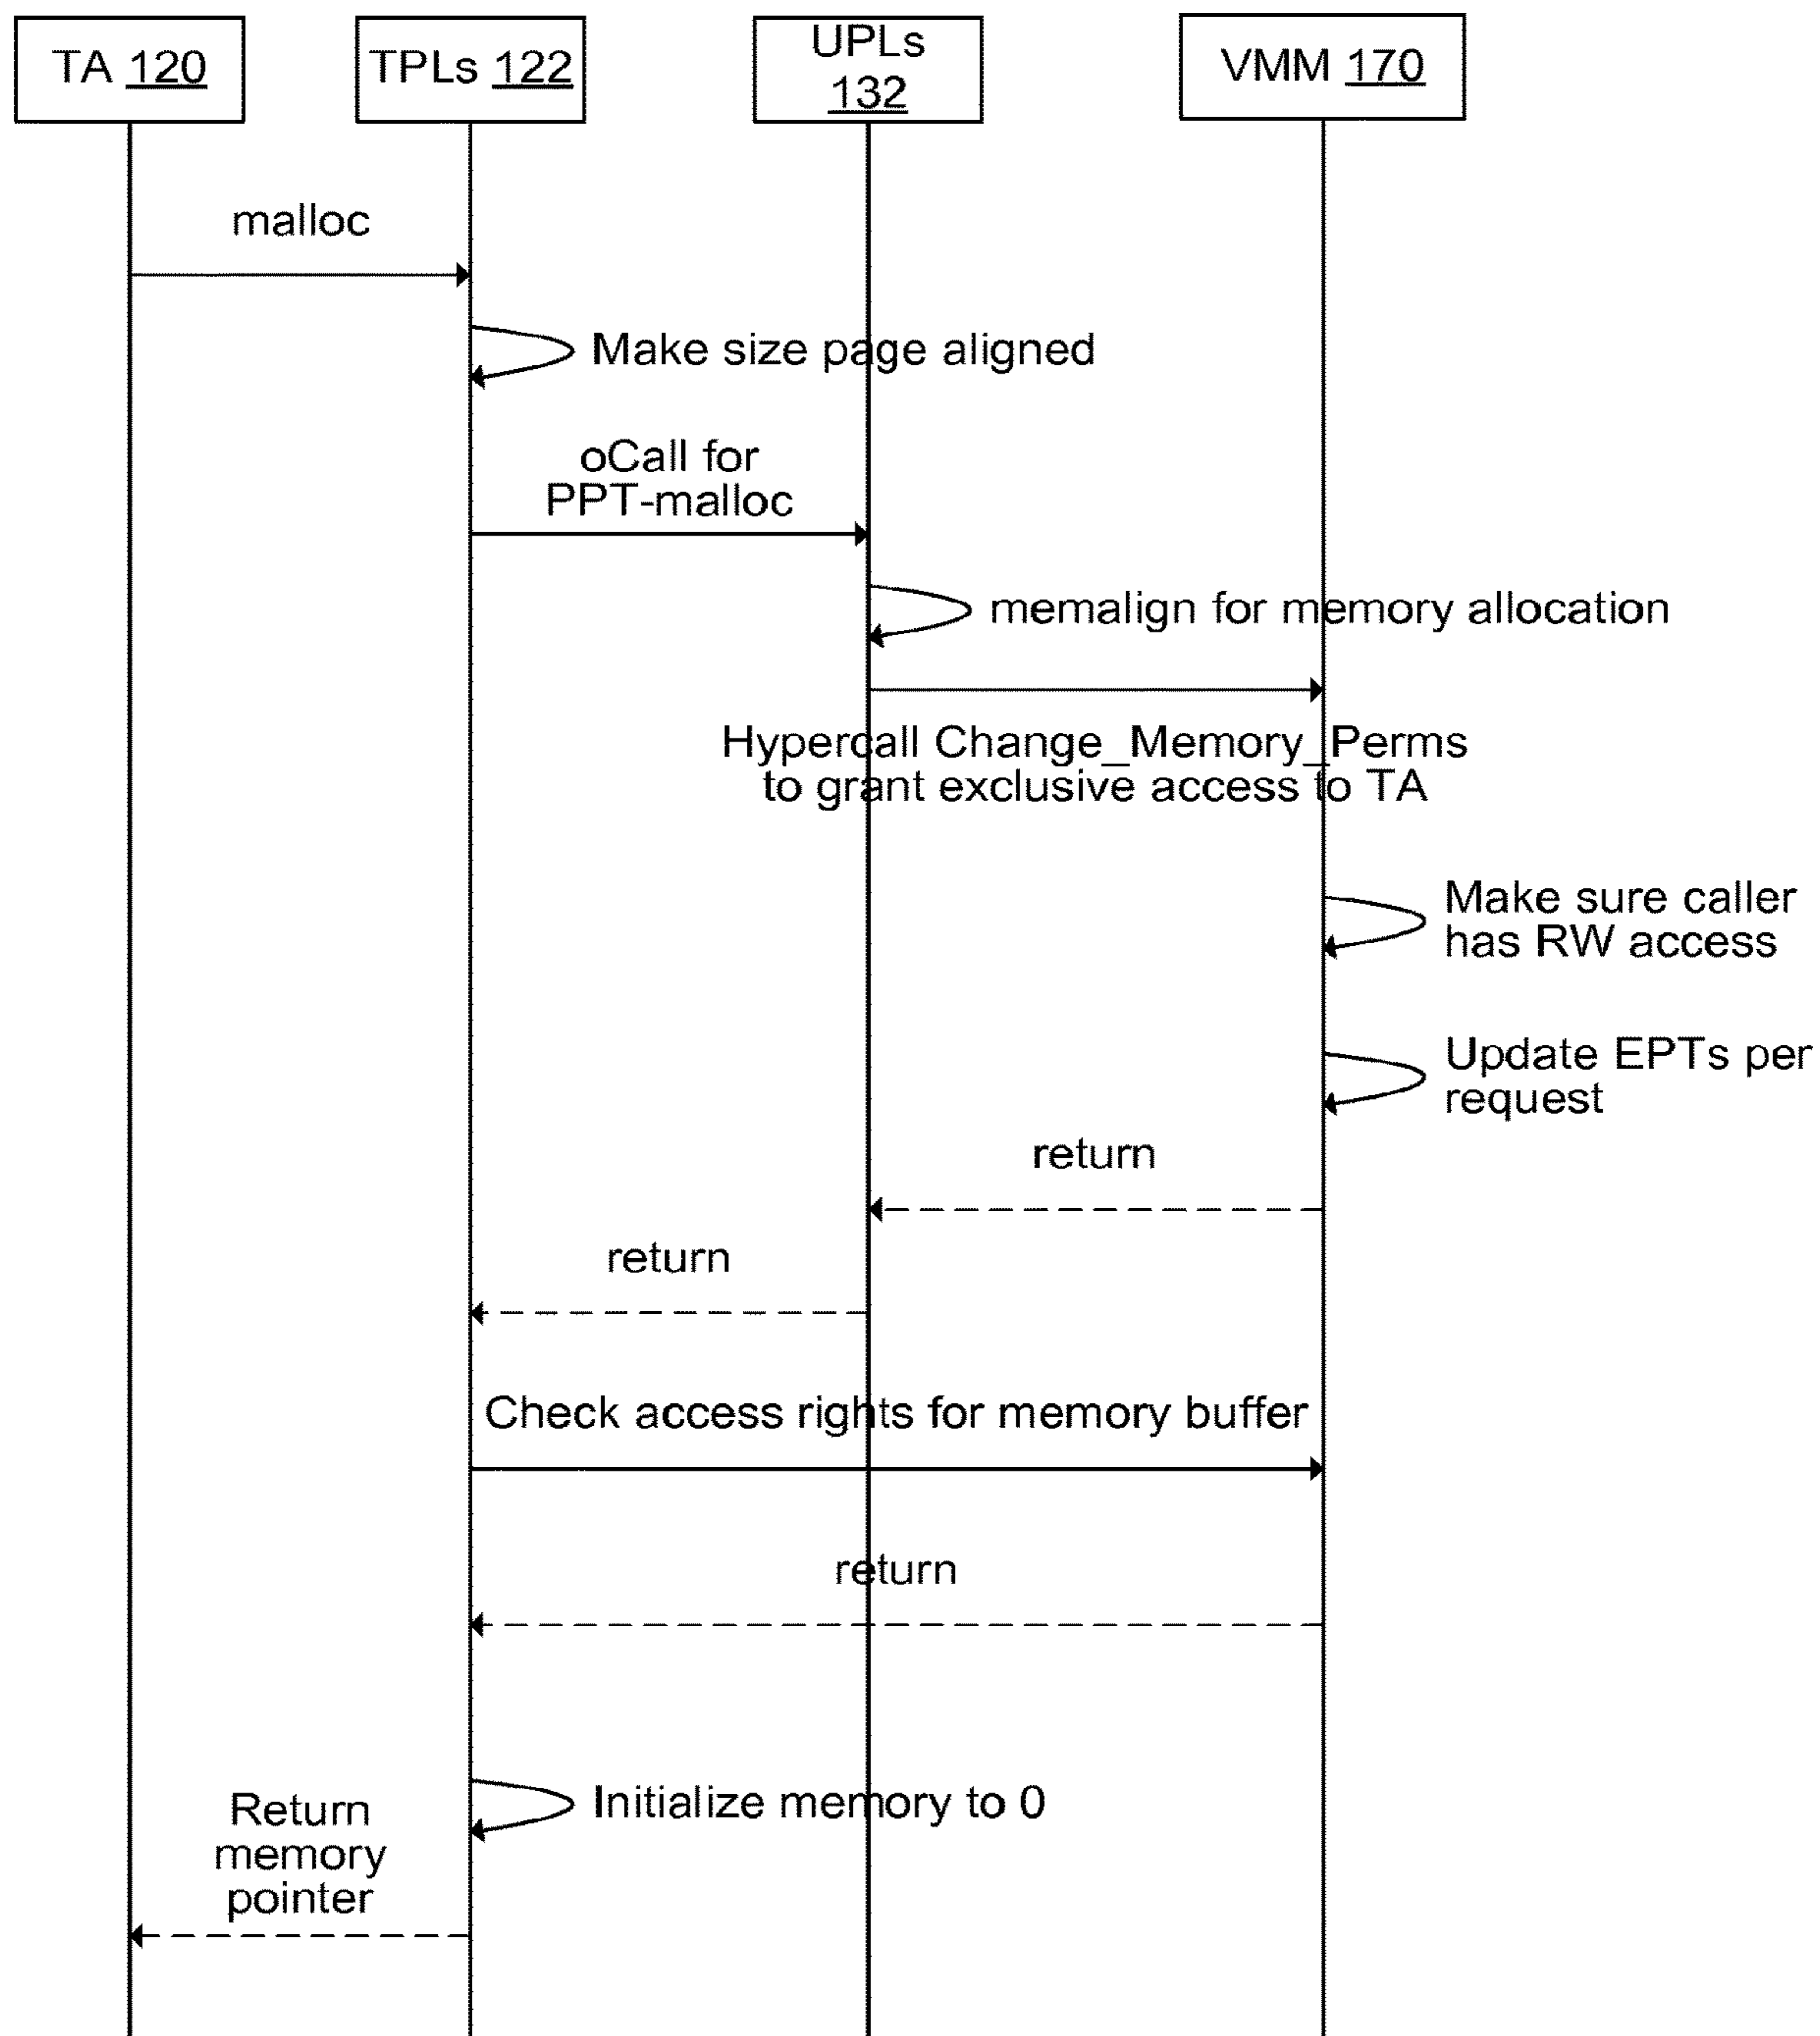 TA 120
TPLs 122
UPLs
132
VMM 170
malloc
Make size page aligned
oCall for
PPT-malloc
memalign for memory allocation
Hypercall Change_Memory_Perms
to grant exclusive access to TA
Make sure caller
has RW access
Update EPTs per
request
return
return
Check access rights for memory buffer
return
Initialize memory to 0
Return
memory
pointer